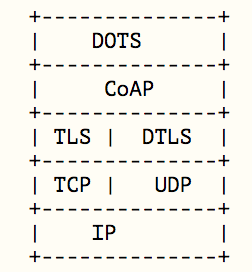 +--------------+
|    DOTS      |
+--------------+
|     CoAP     |
+--------------+
| TLS |  DTLS  |
+--------------+
| TCP |   UDP  |
+--------------+
|    IP        |
+--------------+